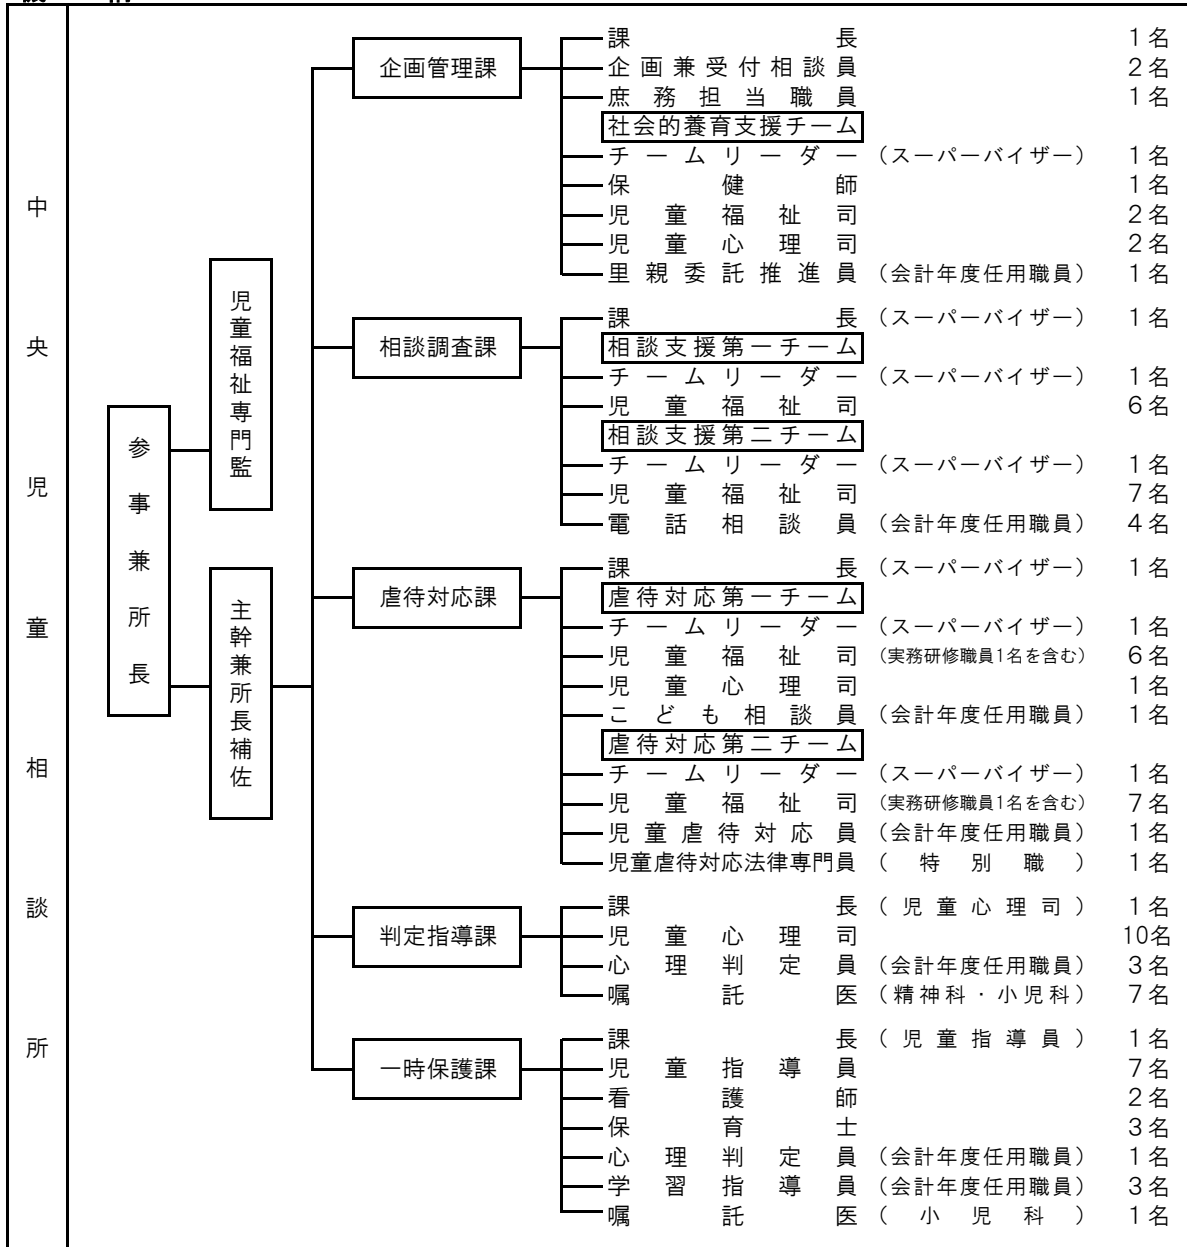 中央児童相談所
参事兼所長
児童福祉専門監
主幹兼所長補佐
企画管理課
課長 1名
企画兼受付相談員 2名
庶務担当職員 1名
社会的養育支援チーム
チームリーダー (スーパーバイザー) 1名
保健師 1名
児童福祉司 2名
児童心理司 2名
里親委託推進員 (会計年度任用職員) 1名
相談調査課
課長 (スーパーバイザー) 1名
相談支援第一チーム
チームリーダー (スーパーバイザー) 1名
児童福祉司 6名
相談支援第二チーム
チームリーダー (スーパーバイザー) 1名
児童福祉司 7名
電話相談員 (会計年度任用職員) 4名
虐待対応課
課長 (スーパーバイザー) 1名
虐待対応第一チーム
チームリーダー (スーパーバイザー) 1名
児童福祉司 (実務研修職員1名を含む) 6名
児童心理司 1名
こども相談員 (会計年度任用職員) 1名
虐待対応第二チーム
チームリーダー (スーパーバイザー) 1名
児童福祉司 (実務研修職員1名を含む) 7名
児童虐待対応員 (会計年度任用職員) 1名
児童虐待対応法律専門員 (特別職) 1名
判定指導課
課長 (児童心理司) 1名
児童心理司 10名
心理判定員 (会計年度任用職員) 3名
嘱託医 (精神科・小児科) 7名
一時保護課
課長 (児童指導員) 1名
児童指導員 7名
看護師 2名
保育士 3名
心理判定員 (会計年度任用職員) 1名
学習指導員 (会計年度任用職員) 3名
嘱託医 (小児科) 1名